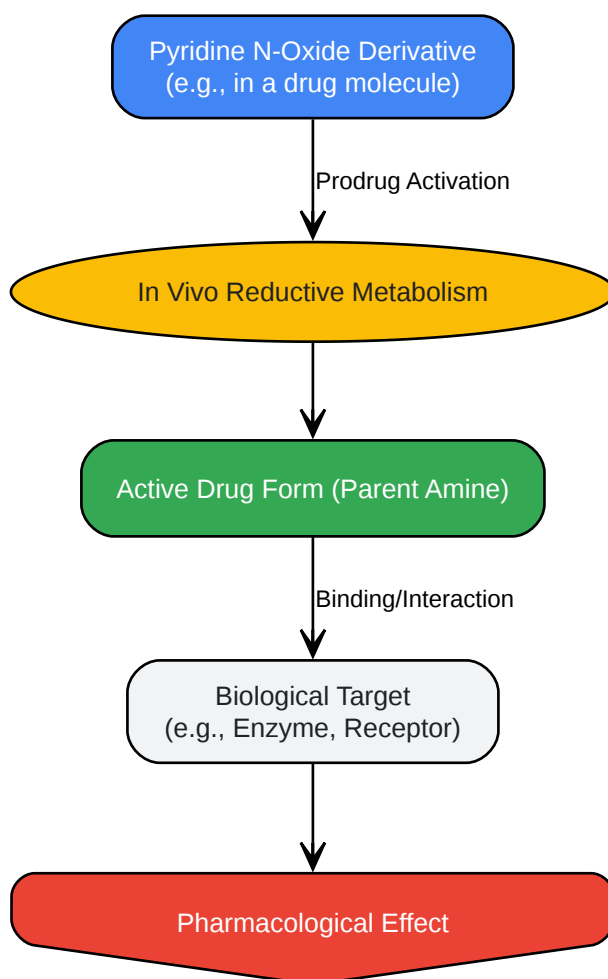 Pyridine N-Oxide Derivative
(e.g., in a drug molecule)
Prodrug Activation
In Vivo Reductive Metabolism
Active Drug Form (Parent Amine)
Binding/Interaction
Biological Target
(e.g., Enzyme, Receptor)
Pharmacological Effect